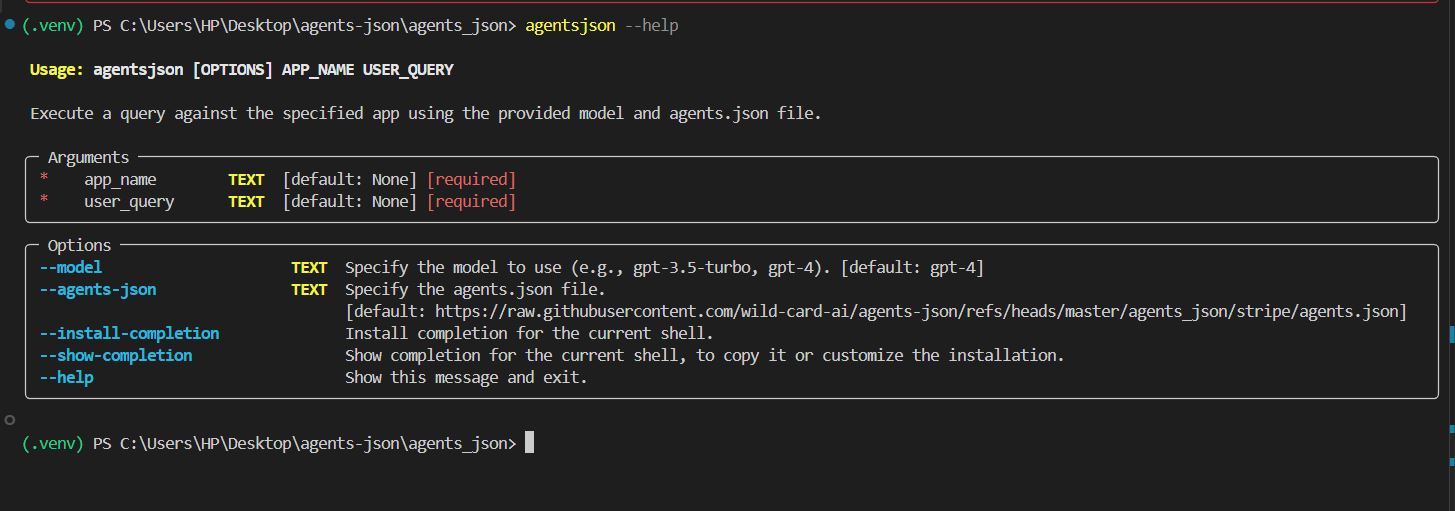 (.venv) PS C:\Users\HP\Desktop\agents-json\agents_json> agentsjson --help
Usage: agentsjson [OPTIONS] APP_NAME USER_QUERY
Execute a query against the specified app using the provided model and agents.json file.
Arguments
* app_name TEXT [default: None] [required]
* user_query TEXT [default: None] [required]
Options
--model TEXT Specify the model to use (e.g., gpt-3.5-turbo, gpt-4). [default: gpt-4]
--agents-json TEXT Specify the agents.json file.
[default: https://raw.githubusercontent.com/wild-card-ai/agents-json/refs/heads/master/agents_json/stripe/agents.json]
--install-completion Install completion for the current shell.
--show-completion Show completion for the current shell, to copy it or customize the installation.
--help Show this message and exit.
(.venv) PS C:\Users\HP\Desktop\agents-json\agents_json>